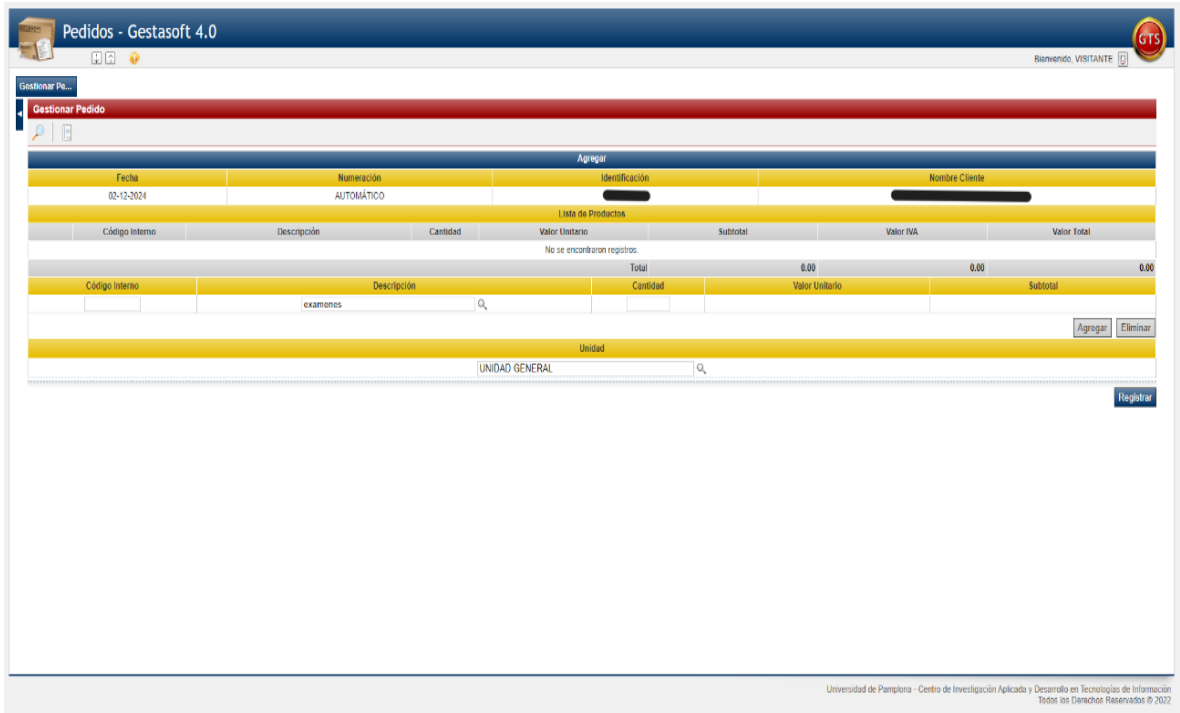 Pedidos - Gestasoft 4.0
GTS
Bienvenido, VISITANTE
Gestionar Pe...
Gestionar Pedido
Agregar
Fecha Numeración Identificación Nombre Cliente
02-12-2024 AUTOMÁTICO
Lista de Productos
Código Interno Descripción Cantidad Valor Unitario Subtotal Valor IVA Valor Total
No se encontraron registros.
Total 0.00 0.00 0.00
Código Interno Descripción Cantidad Valor Unitario Subtotal
examenes
Agregar Eliminar
Unidad
UNIDAD GENERAL
Registrar
Universidad de Pamplona - Centro de Investigación Aplicada y Desarrollo en Tecnologías de Información
Todos los Derechos Reservados © 2022